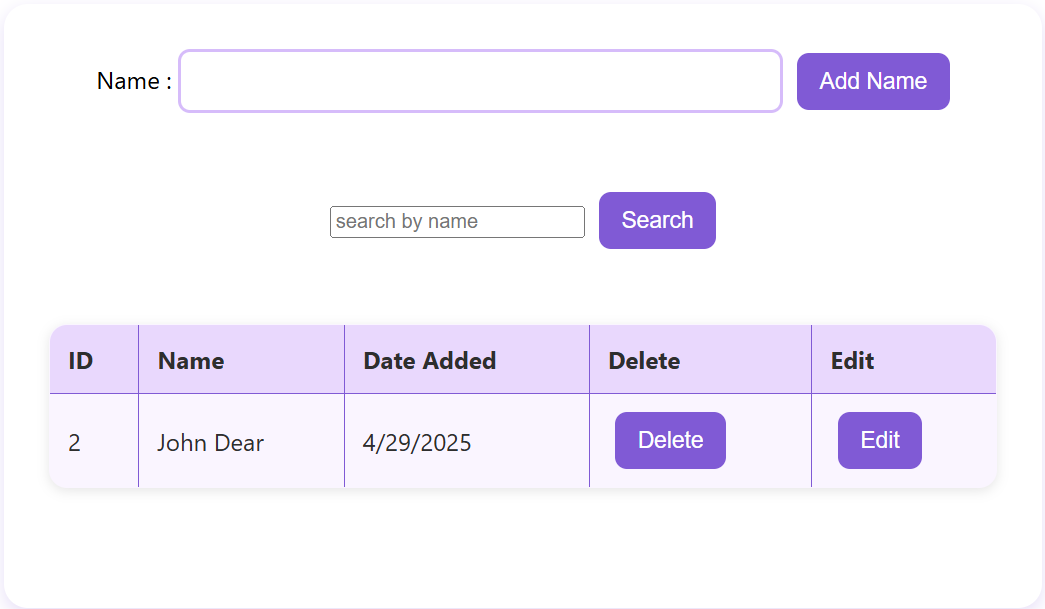 Name : Add Name
search by name Search
ID Name Date Added Delete Edit
2 John Dear 4/29/2025 Delete Edit